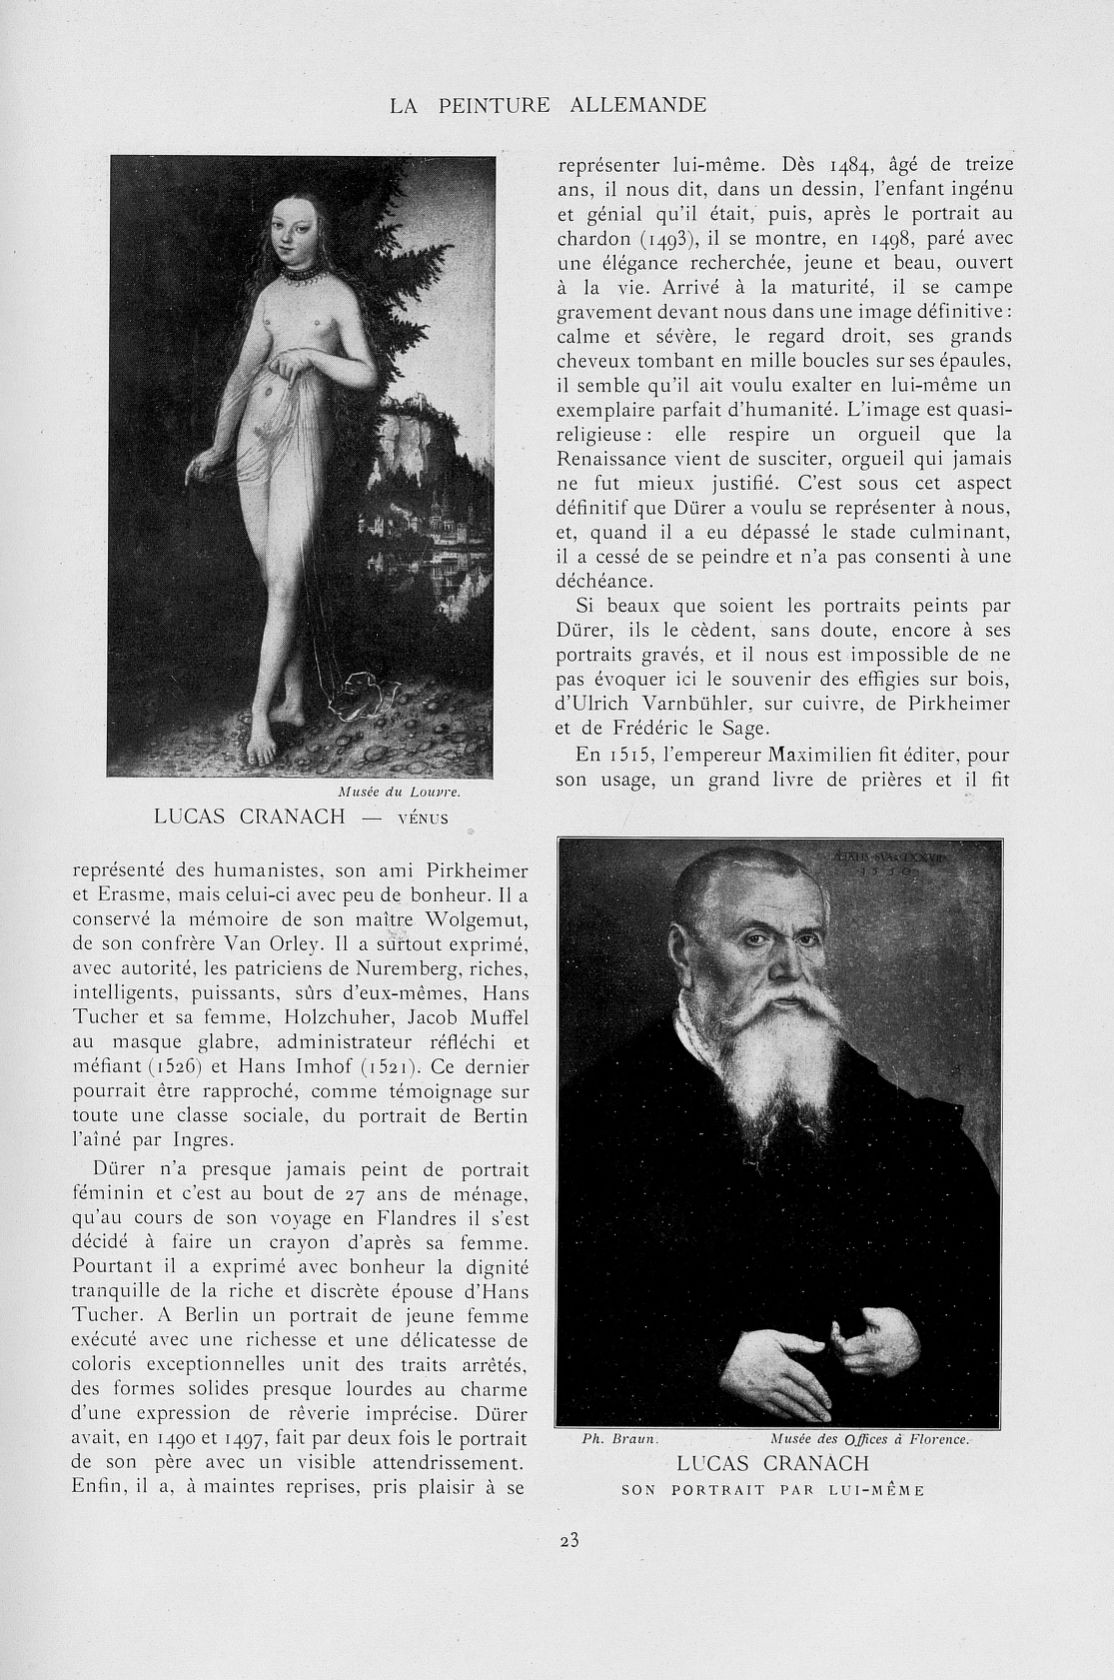 LA PEINTURE ALLEMANDE
Musée du Louvre.
LUCAS CRANACH — VÉNUS
représenté des humanistes, son ami Pirkheimer
et Erasme, mais celui-ci avec peu de bonheur. Il a
conservé la mémoire de son maître Wolgemut,
de son confrère Van Orley. Il a surtout exprimé,
avec autorité, les patriciens de Nuremberg, riches,
intelligents, puissants, sûrs d'eux-mêmes, Hans
Tucher et sa femme, Holzchuher, Jacob Muffel
au masque glabre, administrateur réfléchi et
méfiant (1526) et Hans Imhof (1521). Ce dernier
pourrait être rapproché, comme témoignage sur
toute une classe sociale, du portrait de Bertin
l'aîné par Ingres.
Dürer n'a presque jamais peint de portrait
féminin et c'est au bout de 27 ans de ménage,
qu'au cours de son voyage en Flandres il s'est
décidé à faire un crayon d'après sa femme.
Pourtant il a exprimé avec bonheur la dignité
tranquille de la riche et discrète épouse d'Hans
Tucher. A Berlin un portrait de jeune femme
exécuté avec une richesse et une délicatesse de
coloris exceptionnelles unit des traits arrêtés,
des formes solides presque lourdes au charme
d'une expression de rêverie imprécise. Dürer
avait, en 1490 et 1497, fait par deux fois le portrait
de son père avec un visible attendrissement.
Enfin, il a, à maintes reprises, pris plaisir à se
représenter lui-même. Dès 1484, âgé de treize
ans, il nous dit, dans un dessin, l'enfant ingénu
et génial qu'il était, puis, après le portrait au
chardon (1493), il se montre, en 1498, paré avec
une élégance recherchée, jeune et beau, ouvert
à la vie. Arrivé à la maturité, il se campe
gravement devant nous dans une image définitive :
calme et sévère, le regard droit, ses grands
cheveux tombant en mille boucles sur ses épaules,
il semble qu'il ait voulu exalter en lui-même un
exemplaire parfait d'humanité. L'image est quasi-
religieuse : elle respire un orgueil que la
Renaissance vient de susciter, orgueil qui jamais
ne fut mieux justifié. C'est sous cet aspect
définitif que Dürer a voulu se représenter à nous,
et, quand il a eu dépassé le stade culminant,
il a cessé de se peindre et n'a pas consenti à une
déchéance.
Si beaux que soient les portraits peints par
Dürer, ils le cèdent, sans doute, encore à ses
portraits gravés, et il nous est impossible de ne
pas évoquer ici le souvenir des effigies sur bois,
d'Ulrich Varnbühler, sur cuivre, de Pirkheimer
et de Frédéric le Sage.
En 1515, l'empereur Maximilien fit éditer, pour
son usage, un grand livre de prières et il fit
ÆTATIS SVÆ LXXVII
1550
Ph. Braun.
Musée des Offices à Florence.
LUCAS CRANACH
SON PORTRAIT PAR LUI-MÊME
23